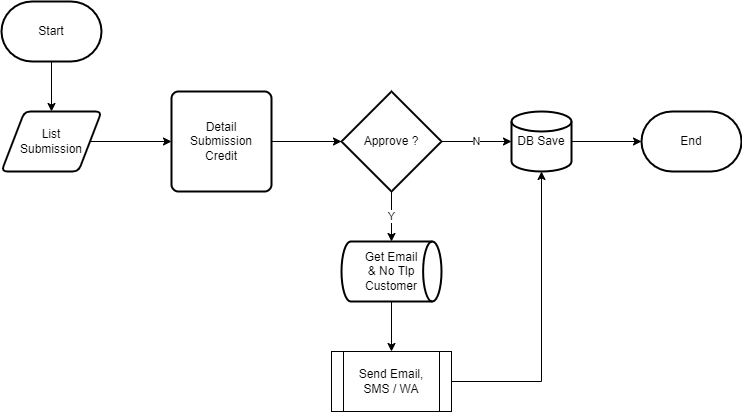 Start
List
Submission
Detail
Submission
Credit
Approve ?
N
DB Save
End
Y
Get Email
& No Tlp
Customer
Send Email,
SMS / WA